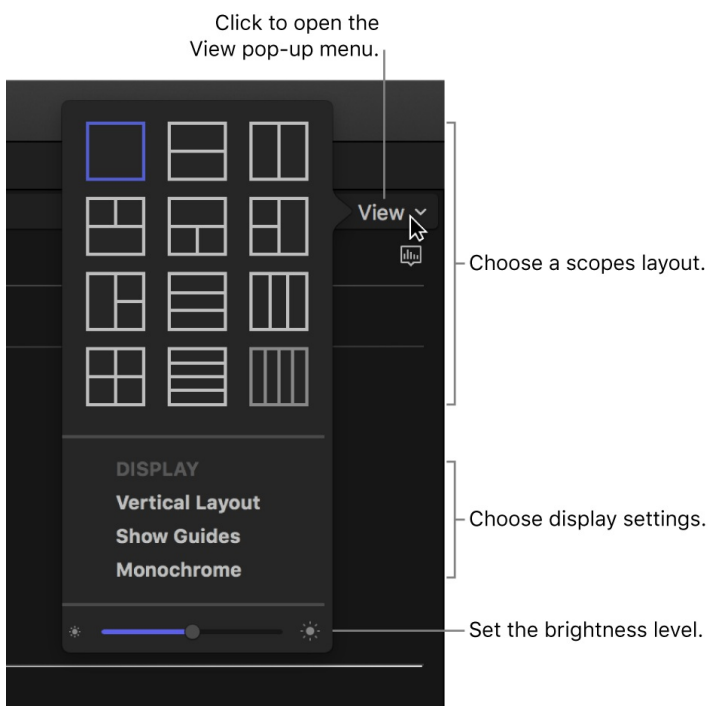 Click to open the
View pop-up menu.
View
Choose a scopes layout.
DISPLAY
Vertical Layout
Show Guides
Monochrome
Choose display settings.
Set the brightness level.